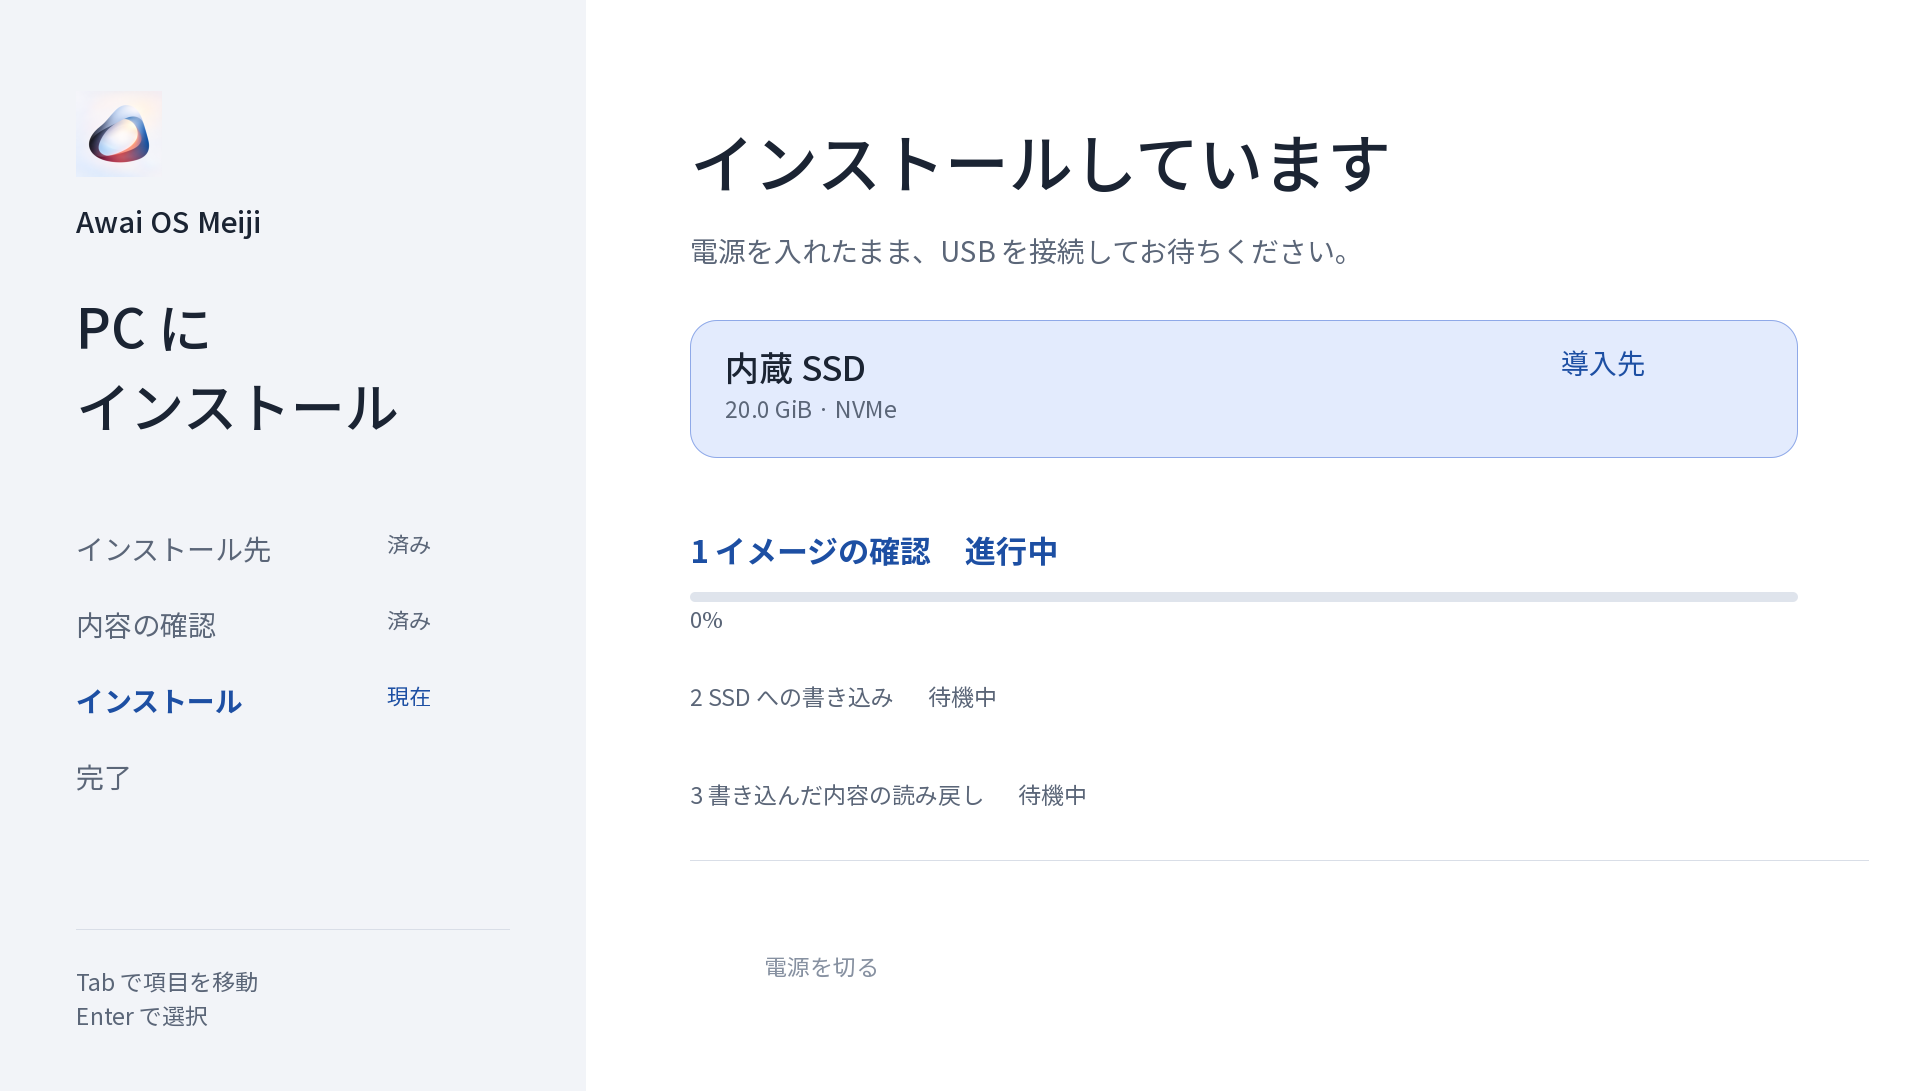 Awai OS Meiji
PC に
インストール
インストール先 済み
内容の確認 済み
インストール 現在
完了
Tab で項目を移動
Enter で選択
インストールしています
電源を入れたまま、USB を接続してお待ちください。
内蔵 SSD 導入先
20.0 GiB · NVMe
1 イメージの確認 進行中
0%
2 SSD への書き込み 待機中
3 書き込んだ内容の読み戻し 待機中
電源を切る